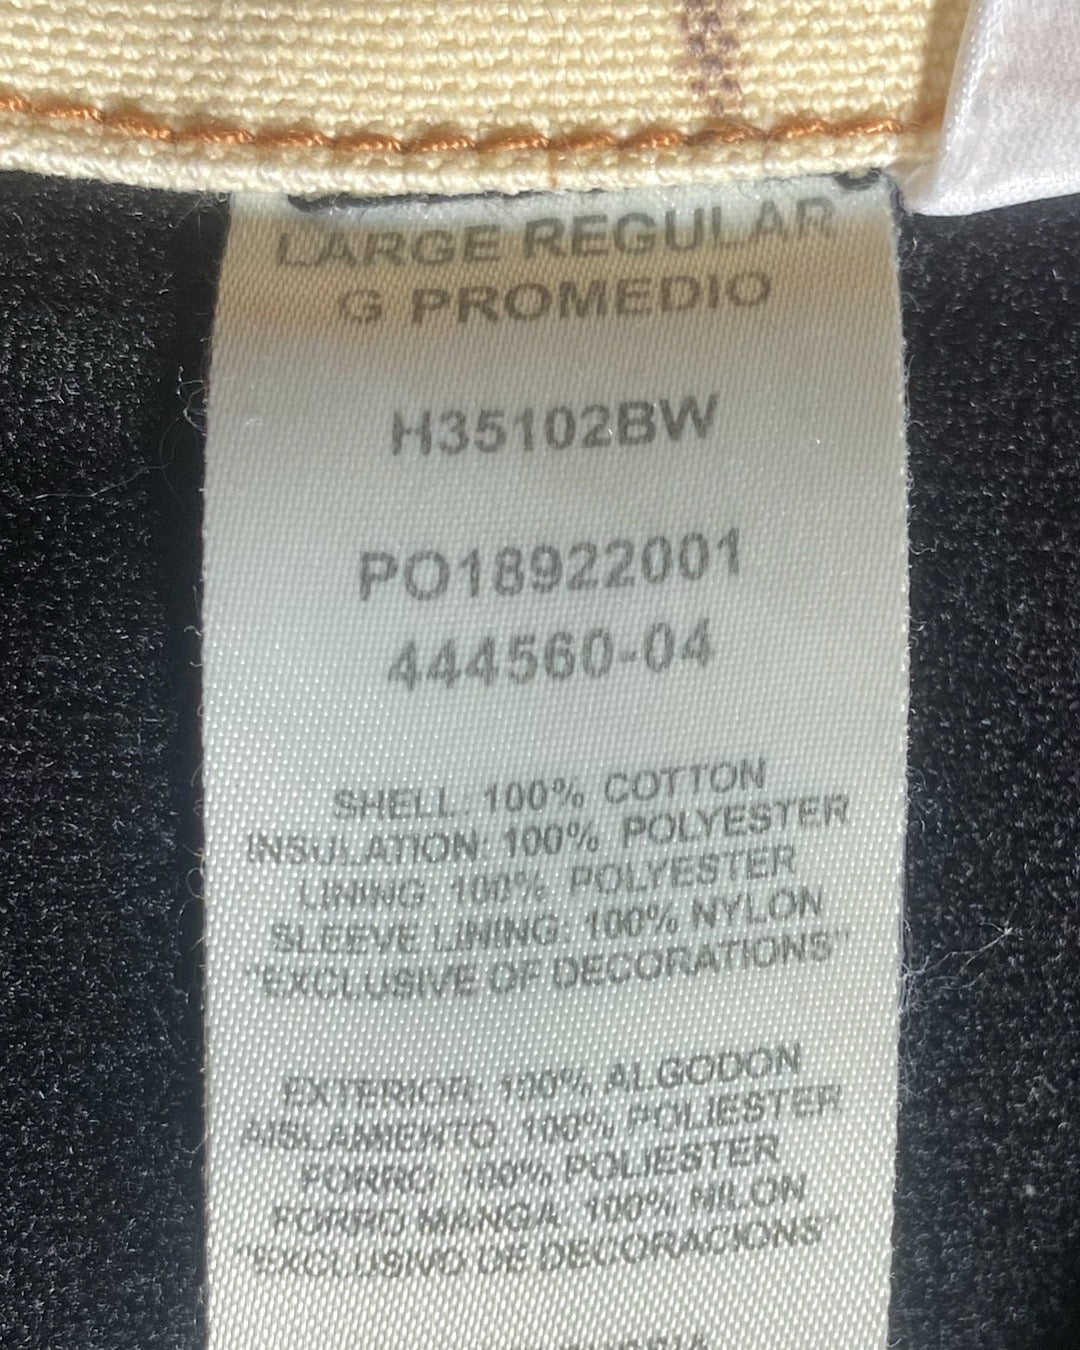 LARGE REGULAR
G PROMEDIO
H35102BW
PO18922001
444560-04
SHELL: 100% COTTON
INSULATION: 100% POLYESTER
LINING: 100% POLYESTER
SLEEVE LINING: 100% NYLON
"EXCLUSIVE OF DECORATIONS"
EXTERIOR: 100% ALGODON
AISLAMIENTO: 100% POLIESTER
FORRO: 100% POLIESTER
FORRO MANGA: 100% NILON
"EXCLUSIVO DE DECORACIONS"